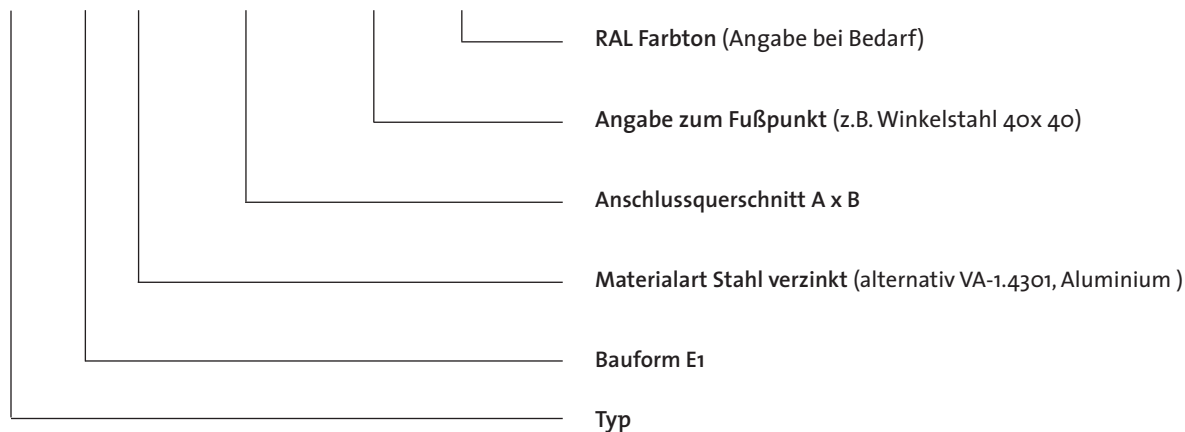 RAL Farbton (Angabe bei Bedarf)
Angabe zum Fußpunkt (z.B. Winkelstahl 40x 40)
Anschlussquerschnitt A x B
Materialart Stahl verzinkt (alternativ VA-1.4301, Aluminium )
Bauform E1
Typ